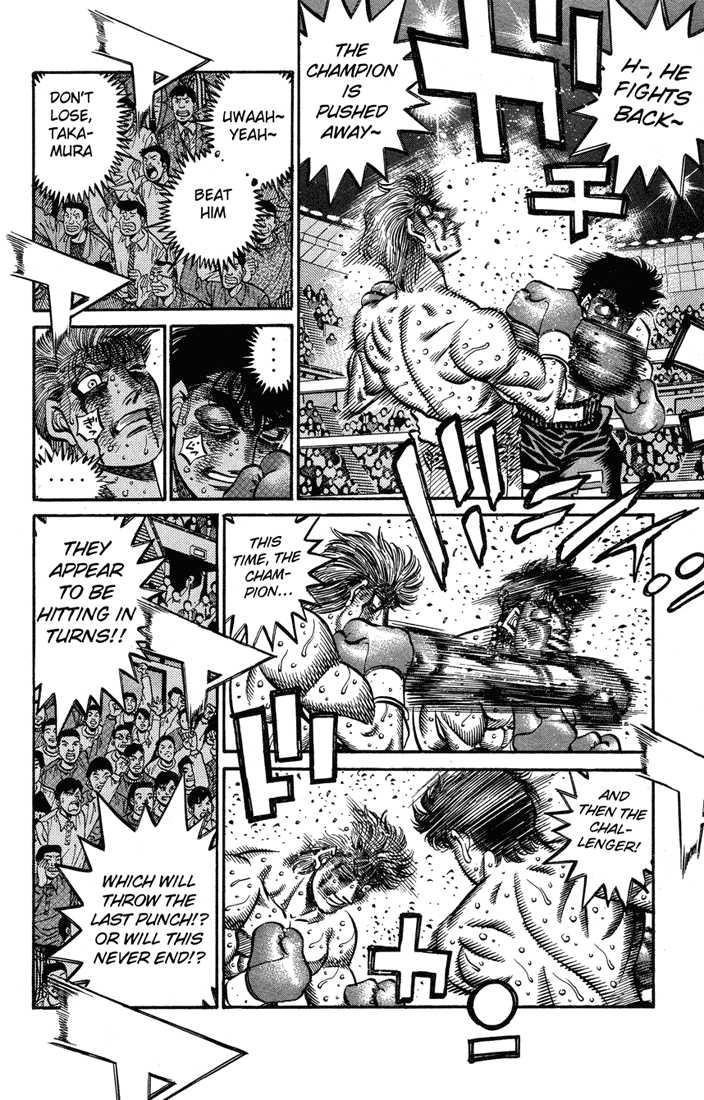 H-, HE
FIGHTS
BACK~
THE
CHAMPION
IS
PUSHED
AWAY~
UWAAH~
YEAH~
BEAT
HIM
DON'T
LOSE,
TAKA-
MURA
. . . .
. . . .
THIS
TIME, THE
CHAM-
PION...
THEY
APPEAR
TO BE
HITTING IN
TURNS!!
AND
THEN THE
CHAL-
LENGER!
WHICH WILL
THROW THE
LAST PUNCH!?
OR WILL THIS
NEVER END!?